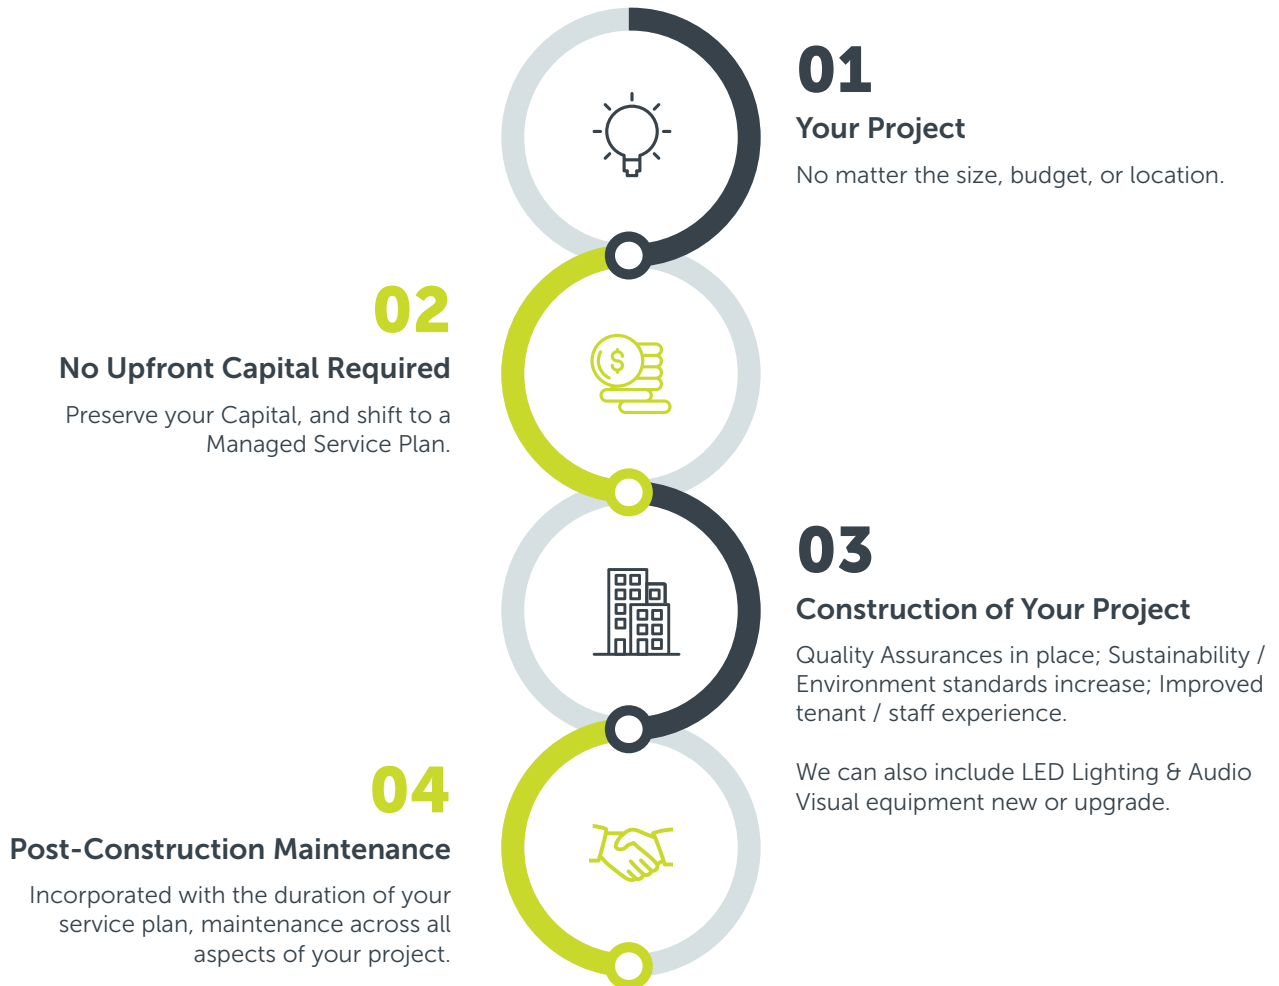 01
Your Project
No matter the size, budget, or location.
02
No Upfront Capital Required
Preserve your Capital, and shift to a
Managed Service Plan.
$
03
Construction of Your Project
Quality Assurances in place; Sustainability /
Environment standards increase; Improved
tenant / staff experience.
We can also include LED Lighting & Audio
Visual equipment new or upgrade.
04
Post-Construction Maintenance
Incorporated with the duration of your
service plan, maintenance across all
aspects of your project.